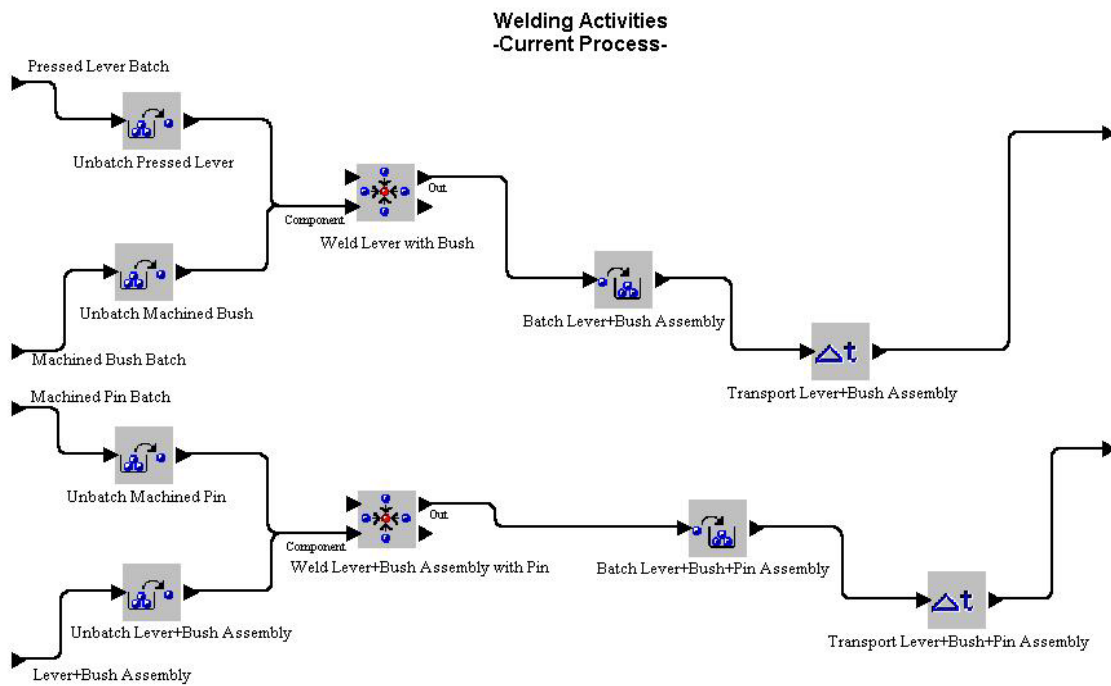 Welding Activities
-Current Process-
Pressed Lever Batch
Unbatch Pressed Lever
Out
Component
Weld Lever with Bush
Unbatch Machined Bush
Batch Lever+Bush Assembly
Machined Bush Batch
Δt
Transport Lever+Bush Assembly
Machined Pin Batch
Unbatch Machined Pin
Out
Component
Weld Lever+Bush Assembly with Pin
Batch Lever+Bush+Pin Assembly
Δt
Unbatch Lever+Bush Assembly
Transport Lever+Bush+Pin Assembly
Lever+Bush Assembly